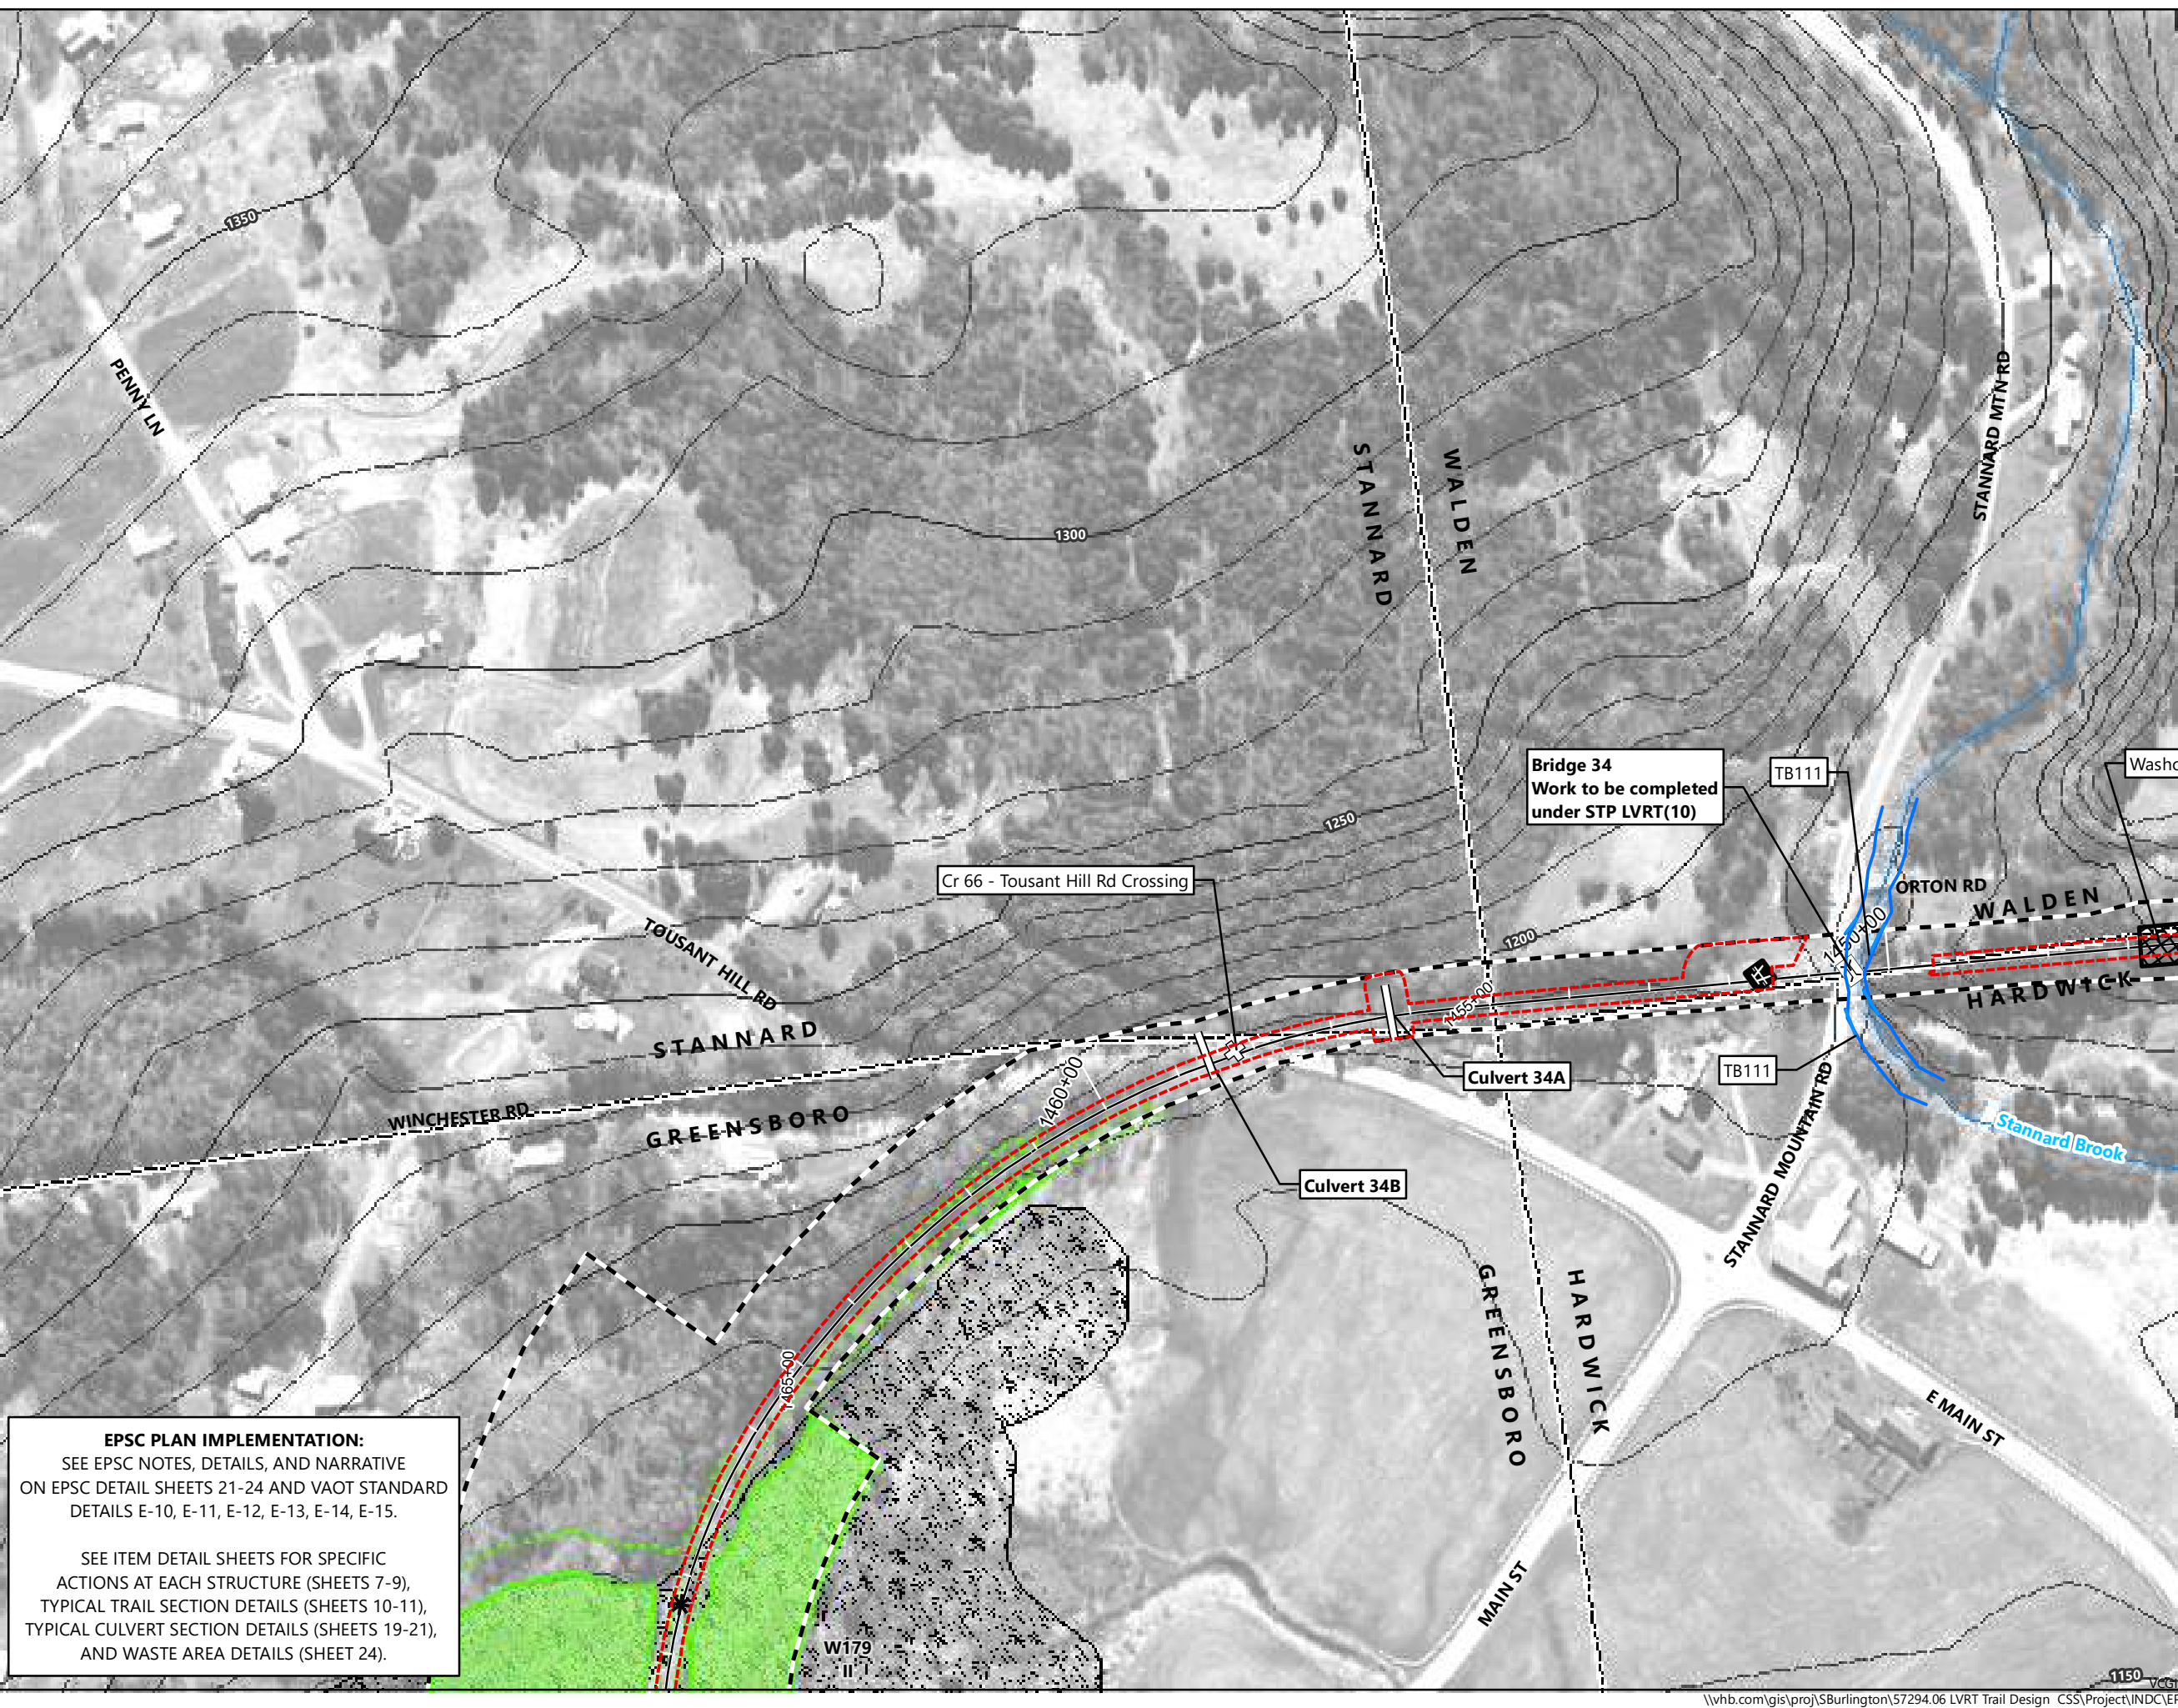 1350
PENNY LN
STANNARD
WALDEN
STANNARD MTN RD
1300
Bridge 34
Work to be completed
under STP LVRT(10)
TB111
1250
Cr 66 - Tousant Hill Rd Crossing
ORTON RD
WALDEN
1450+00
1200
TOUSANT HILL RD
HARDWICK
1455+00
STANNARD
Culvert 34A
TB111
1460+00
WINCHESTER RD
GREENSBORO
STANNARD MOUNTAIN RD
Stannard Brook
Culvert 34B
GREENSBORO
HARDWICK
1465+00
E MAIN ST
MAIN ST
EPSC PLAN IMPLEMENTATION:
SEE EPSC NOTES, DETAILS, AND NARRATIVE
ON EPSC DETAIL SHEETS 21-24 AND VAOT STANDARD
DETAILS E-10, E-11, E-12, E-13, E-14, E-15.
SEE ITEM DETAIL SHEETS FOR SPECIFIC
ACTIONS AT EACH STRUCTURE (SHEETS 7-9),
TYPICAL TRAIL SECTION DETAILS (SHEETS 10-11),
TYPICAL CULVERT SECTION DETAILS (SHEETS 19-21),
AND WASTE AREA DETAILS (SHEET 24).
W179
II
1150
\\vhb.com\gis\proj\SBurlington\57294.06 LVRT Trail Design_CSS\Project\INDC\